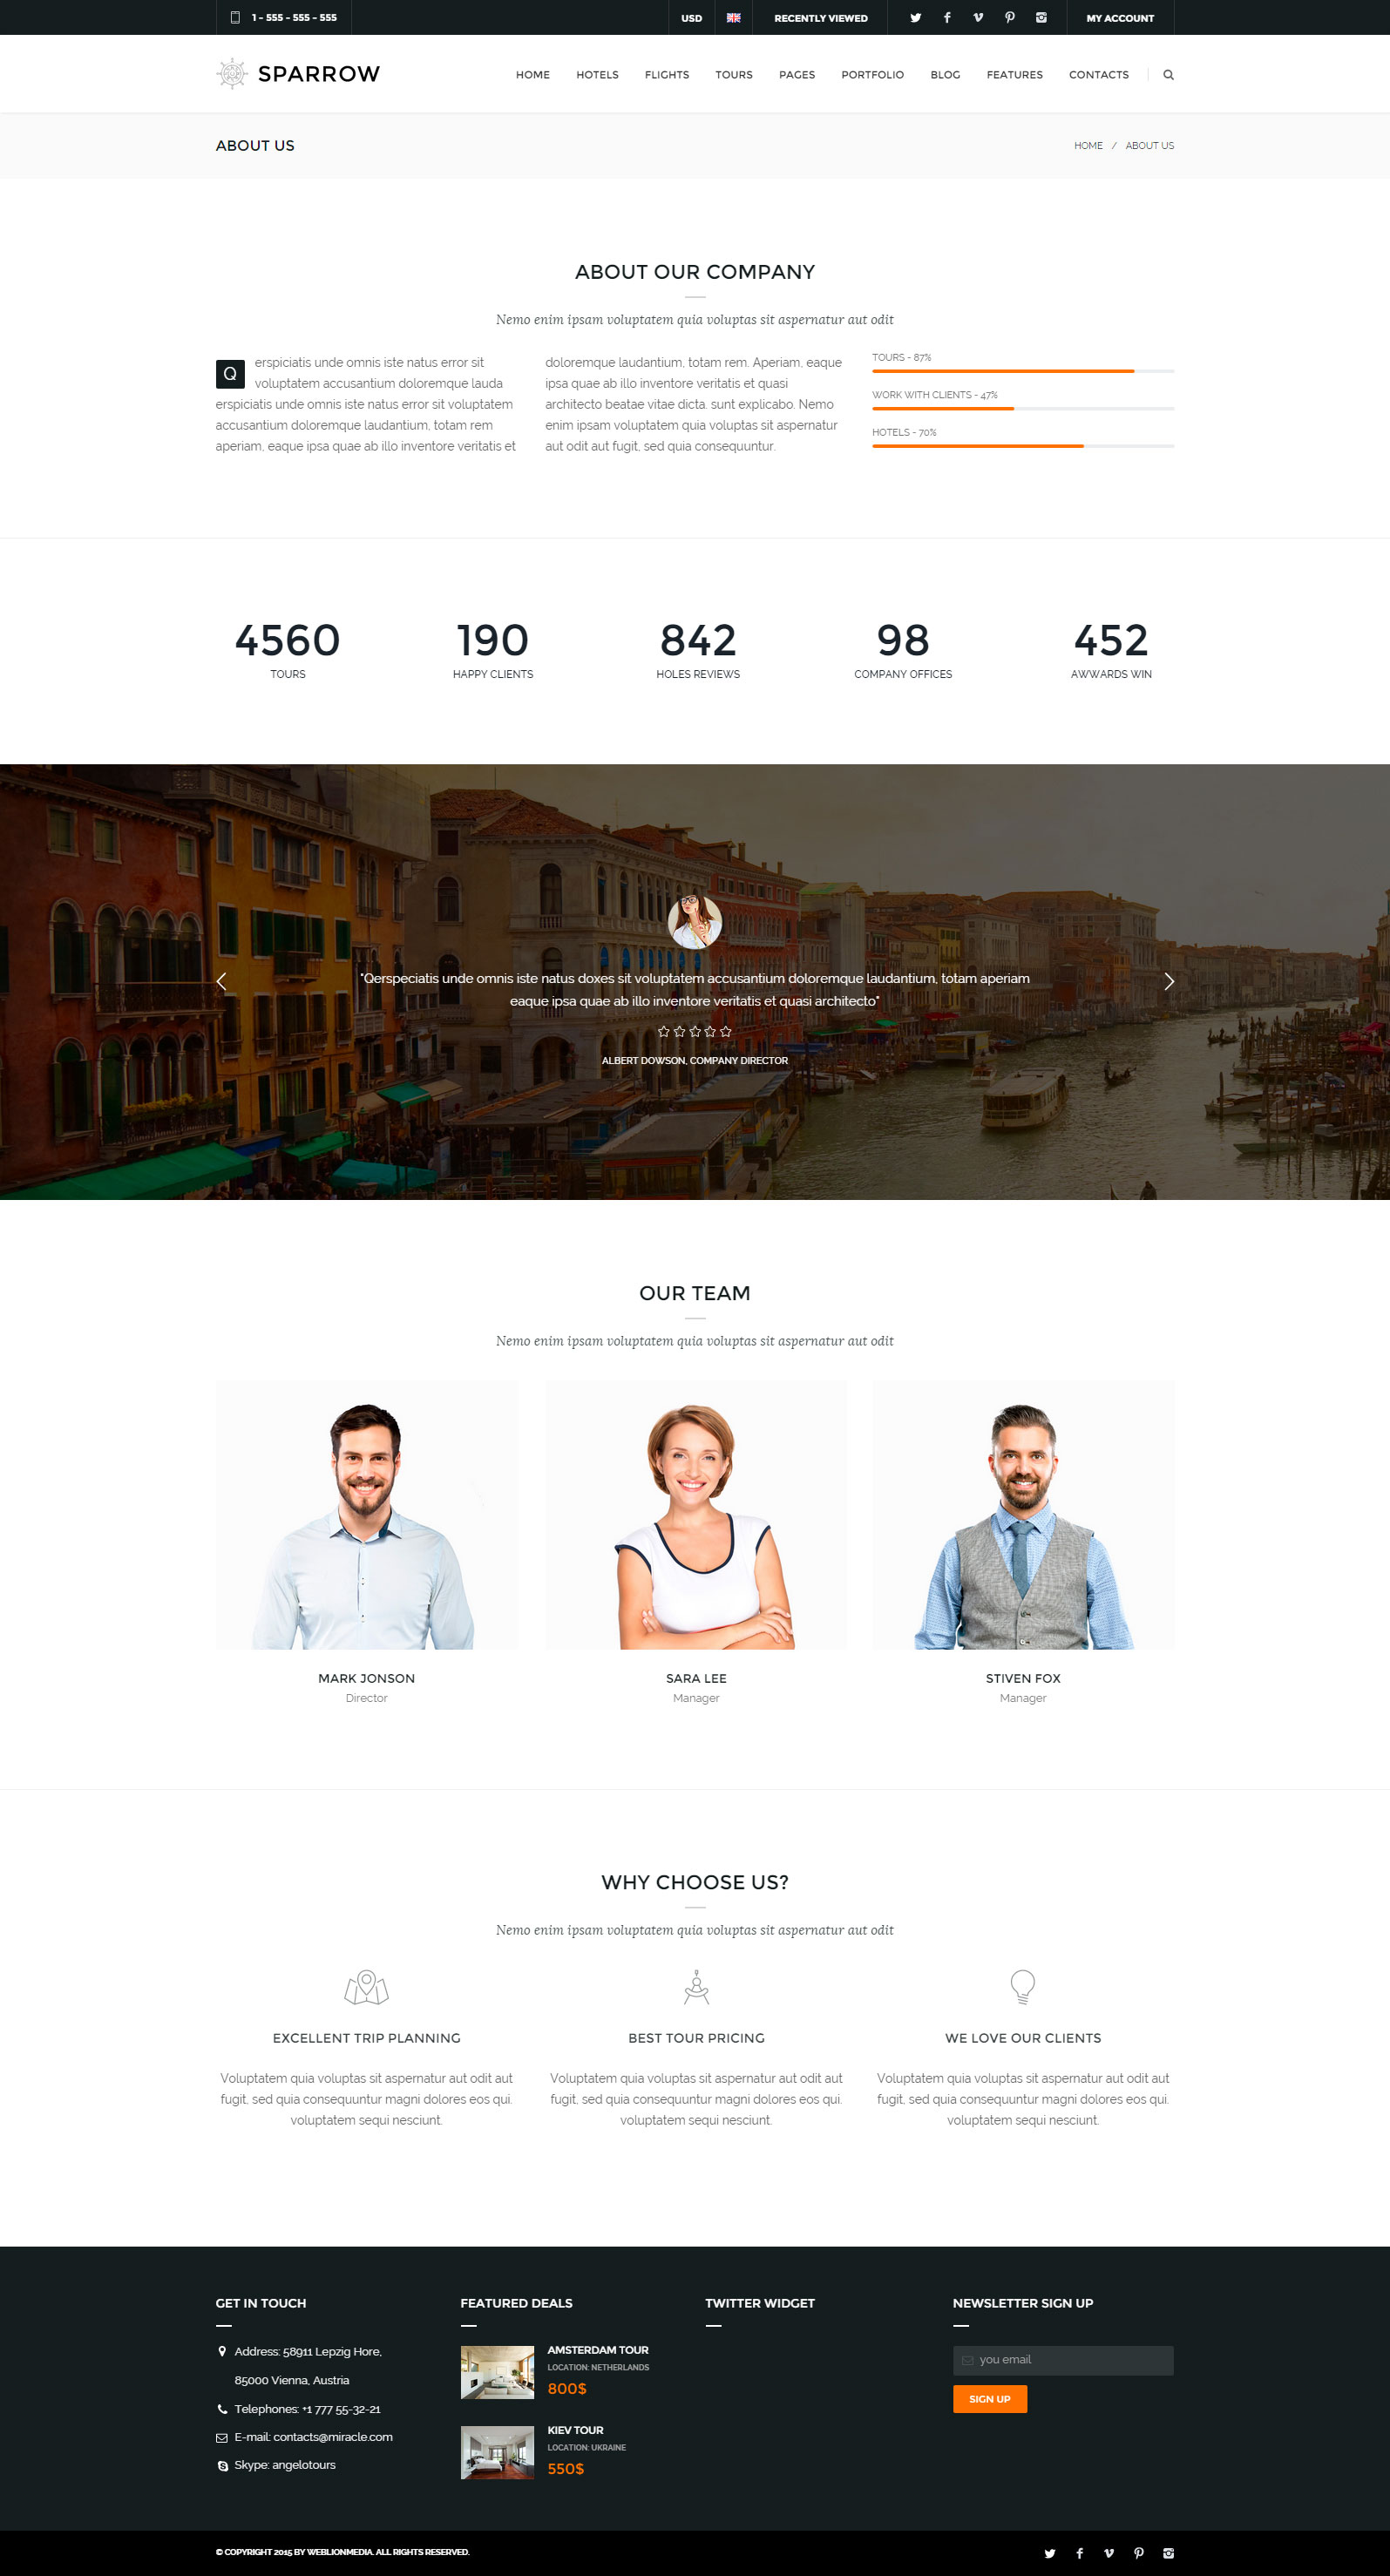 1 - 555 - 555 - 555
USD
RECENTLY VIEWED
MY ACCOUNT
SPARROW
HOME HOTELS FLIGHTS TOURS PAGES PORTFOLIO BLOG FEATURES CONTACTS
ABOUT US
HOME / ABOUT US
ABOUT OUR COMPANY
Nemo enim ipsam voluptatem quia voluptas sit aspernatur aut odit
Q erspiciatis unde omnis iste natus error sit
voluptatem accusantium doloremque lauda
erspiciatis unde omnis iste natus error sit voluptatem
accusantium doloremque laudantium, totam rem
aperiam, eaque ipsa quae ab illo inventore veritatis et
doloremque laudantium, totam rem. Aperiam, eaque
ipsa quae ab illo inventore veritatis et quasi
architecto beatae vitae dicta. sunt explicabo. Nemo
enim ipsam voluptatem quia voluptas sit aspernatur
aut odit aut fugit, sed quia consequuntur.
TOURS - 87%
WORK WITH CLIENTS - 47%
HOTELS - 70%
4560
TOURS
190
HAPPY CLIENTS
842
HOLES REVIEWS
98
COMPANY OFFICES
452
AWWARDS WIN
"Qerspeciatis unde omnis iste natus doxes sit voluptatem accusantium doloremque laudantium, totam aperiam
eaque ipsa quae ab illo inventore veritatis et quasi architecto"
ALBERT DOWSON, COMPANY DIRECTOR
OUR TEAM
Nemo enim ipsam voluptatem quia voluptas sit aspernatur aut odit
MARK JONSON
Director
SARA LEE
Manager
STIVEN FOX
Manager
WHY CHOOSE US?
Nemo enim ipsam voluptatem quia voluptas sit aspernatur aut odit
EXCELLENT TRIP PLANNING
Voluptatem quia voluptas sit aspernatur aut odit aut
fugit, sed quia consequuntur magni dolores eos qui.
voluptatem sequi nesciunt.
BEST TOUR PRICING
Voluptatem quia voluptas sit aspernatur aut odit aut
fugit, sed quia consequuntur magni dolores eos qui.
voluptatem sequi nesciunt.
WE LOVE OUR CLIENTS
Voluptatem quia voluptas sit aspernatur aut odit aut
fugit, sed quia consequuntur magni dolores eos qui.
voluptatem sequi nesciunt.
GET IN TOUCH
Address: 58911 Lepzig Hore,
85000 Vienna, Austria
Telephones: +1 777 55-32-21
E-mail: contacts@miracle.com
Skype: angelotours
FEATURED DEALS
AMSTERDAM TOUR
LOCATION: NETHERLANDS
800$
KIEV TOUR
LOCATION: UKRAINE
550$
TWITTER WIDGET
NEWSLETTER SIGN UP
you email
SIGN UP
© COPYRIGHT 2015 BY WEBLIONMEDIA. ALL RIGHTS RESERVED.